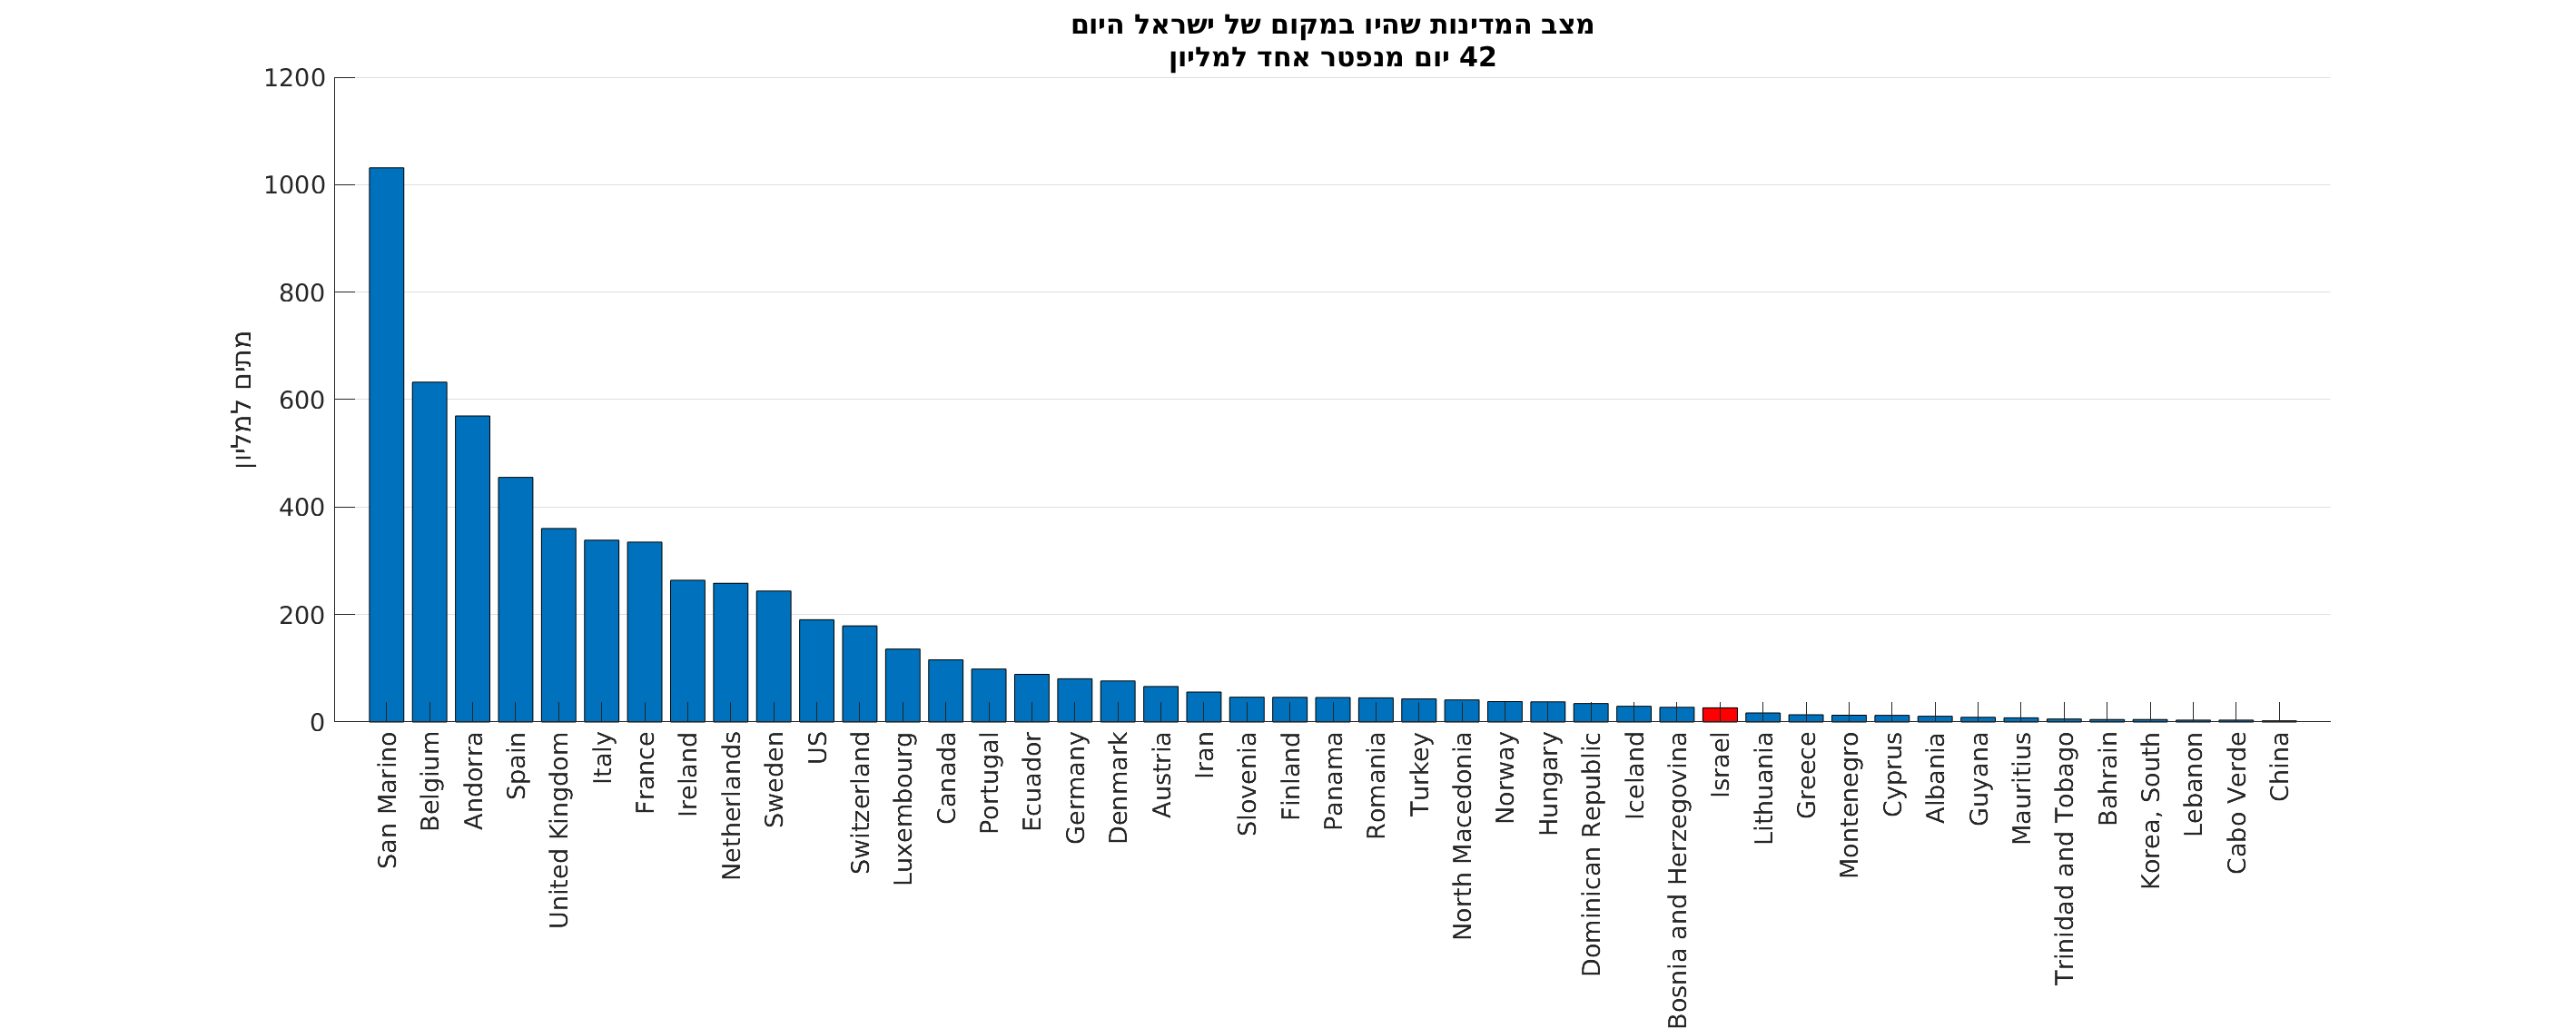 מצב המדינות שהיו במקום של ישראל היום
42 יום מנפטר אחד למליון
מתים למליון
1200
1000
800
600
400
200
0
San Marino
Belgium
Andorra
Spain
United Kingdom
Italy
France
Ireland
Netherlands
Sweden
US
Switzerland
Luxembourg
Canada
Portugal
Ecuador
Germany
Denmark
Austria
Iran
Slovenia
Finland
Panama
Romania
Turkey
North Macedonia
Norway
Hungary
Dominican Republic
Iceland
Bosnia and Herzegovina
Israel
Lithuania
Greece
Montenegro
Cyprus
Albania
Guyana
Mauritius
Trinidad and Tobago
Bahrain
Korea, South
Lebanon
Cabo Verde
China